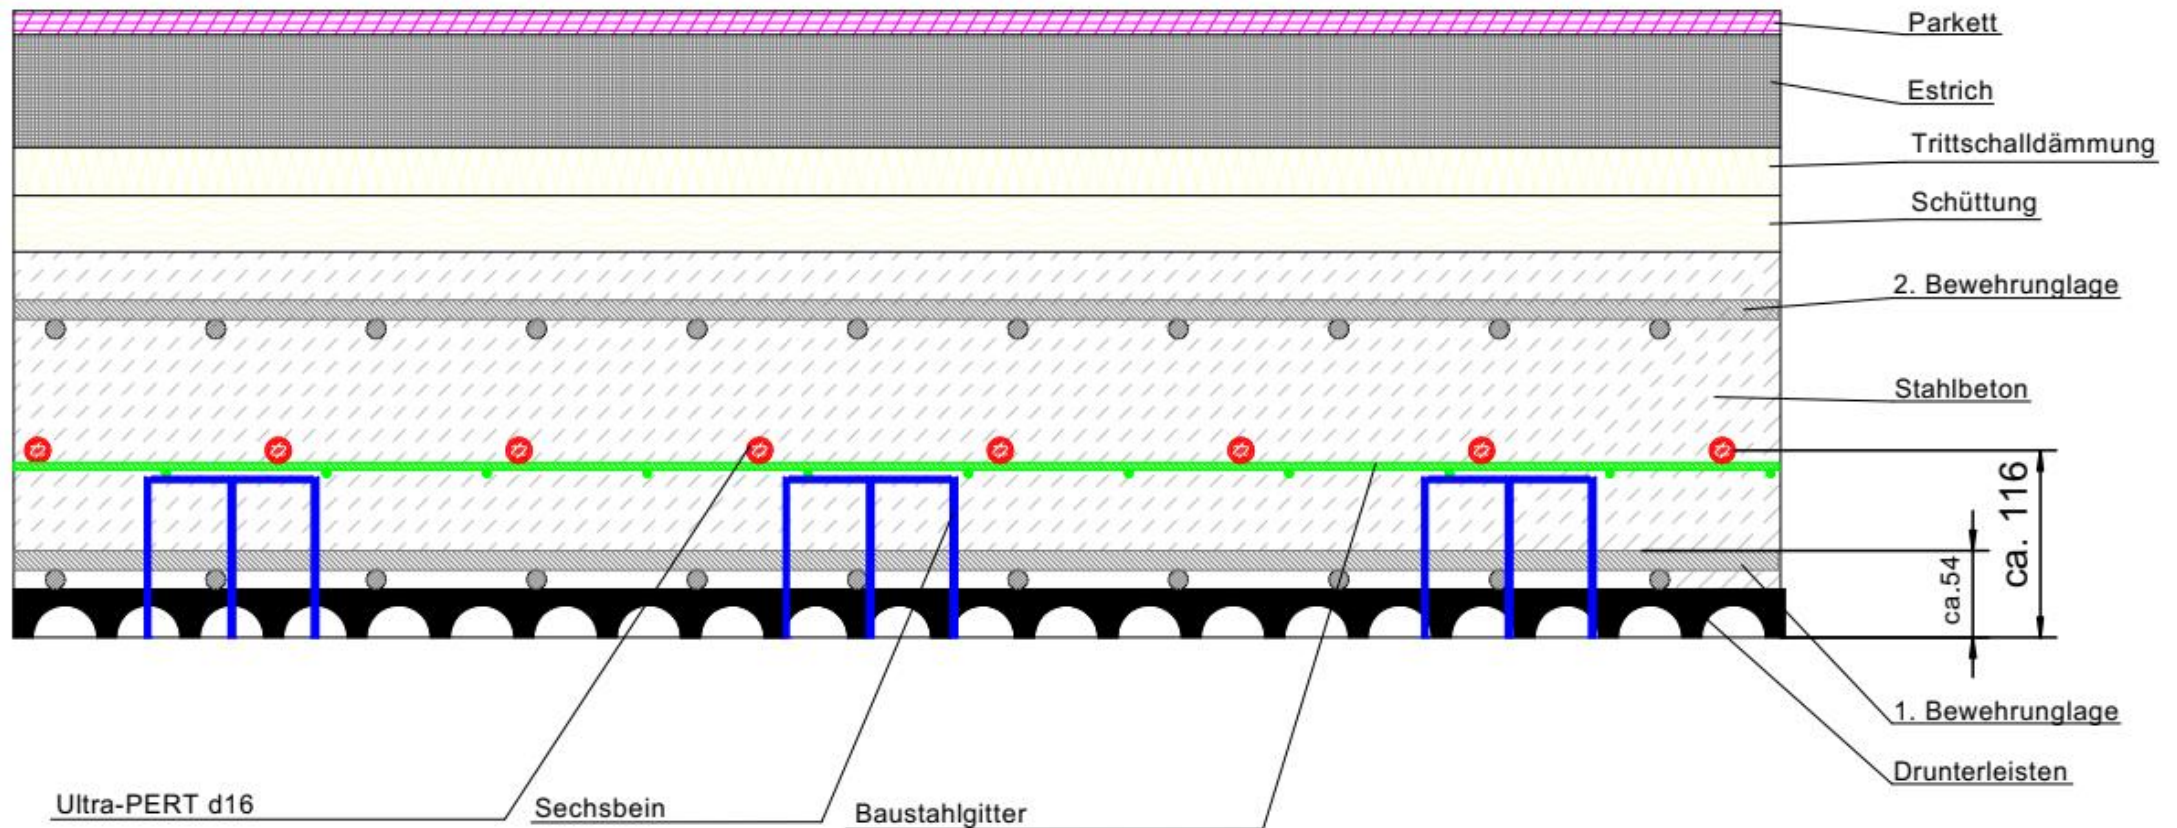 Parkett
Estrich
Trittschalldämmung
Schüttung
2. Bewehrunglage
Stahlbeton
ca. 116
ca.54
1. Bewehrunglage
Drunterleisten
Ultra-PERT d16
Sechsbein
Baustahlgitter